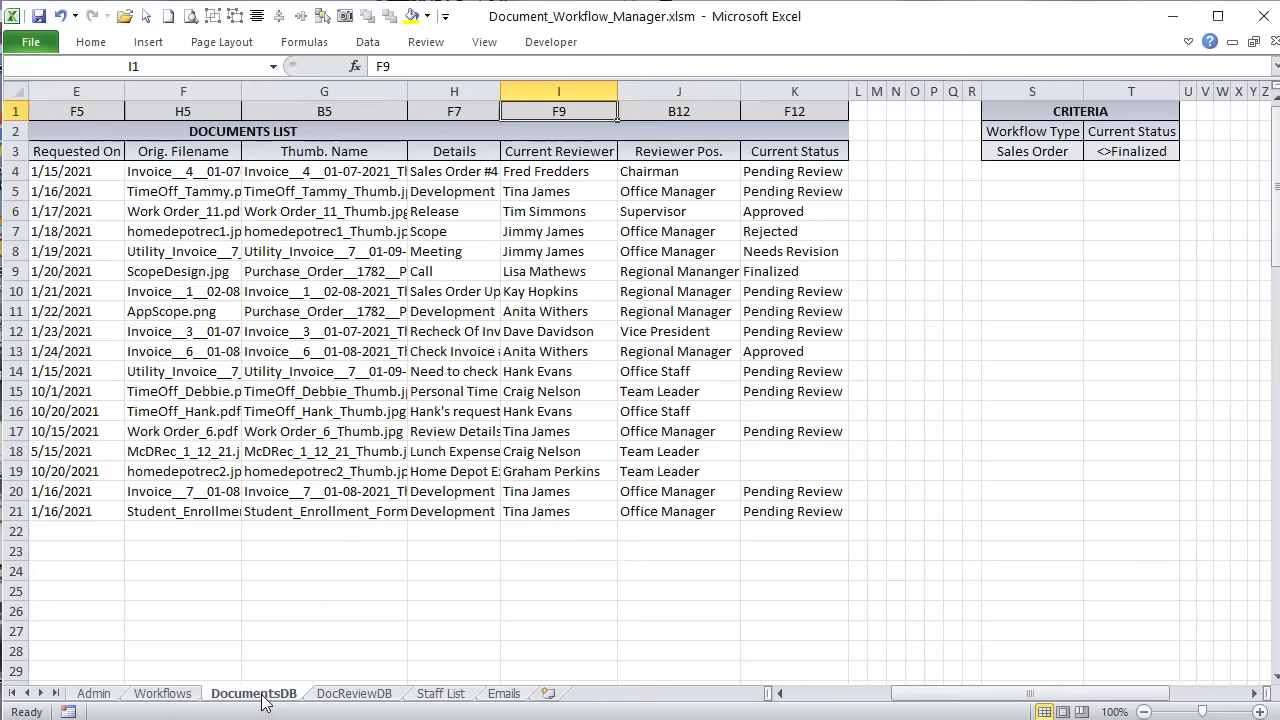 Document_Workflow_Manager.xlsm - Microsoft Excel
File Home Insert Page Layout Formulas Data Review View Developer
I1 fx F9
E F G H I J K L M N O P Q R S T U V W X Y Z
1 F5 H5 B5 F7 F9 B12 F12 CRITERIA
2 DOCUMENTS LIST Workflow Type Current Status
3 Requested On Orig. Filename Thumb. Name Details Current Reviewer Reviewer Pos. Current Status Sales Order <>Finalized
4 1/15/2021 Invoice__4__01-07 Invoice__4__01-07-2021_Th Sales Order #4 Fred Fredders Chairman Pending Review
5 1/16/2021 TimeOff_Tammy.p TimeOff_Tammy_Thumb.jpg Development Tina James Office Manager Pending Review
6 1/17/2021 Work Order_11.pd Work Order_11_Thumb.jpg Release Tim Simmons Supervisor Approved
7 1/18/2021 homedepotrec1.jp homedepotrec1_Thumb.jpg Scope Jimmy James Office Manager Rejected
8 1/19/2021 Utility_Invoice__7_ Utility_Invoice__7__01-09- Meeting Jimmy James Office Manager Needs Revision
9 1/20/2021 ScopeDesign.jpg Purchase_Order__1782__P Call Lisa Mathews Regional Mananger Finalized
10 1/21/2021 Invoice__1__02-08 Invoice__1__02-08-2021_Th Sales Order Up Kay Hopkins Regional Manager Pending Review
11 1/22/2021 AppScope.png Purchase_Order__1782__P Development Anita Withers Regional Manager Pending Review
12 1/23/2021 Invoice__3__01-07 Invoice__3__01-07-2021_Th Recheck Of Inv Dave Davidson Vice President Pending Review
13 1/24/2021 Invoice__6__01-08 Invoice__6__01-08-2021_Th Check Invoice Anita Withers Regional Manager Approved
14 1/15/2021 Utility_Invoice__7_ Utility_Invoice__7__01-09- Need to check Hank Evans Office Staff Pending Review
15 10/1/2021 TimeOff_Debbie.p TimeOff_Debbie_Thumb.j Personal Time Craig Nelson Team Leader Pending Review
16 10/20/2021 TimeOff_Hank.pdf TimeOff_Hank_Thumb.jpg Hank's request Hank Evans Office Staff
17 10/15/2021 Work Order_6.pdf Work Order_6_Thumb.jpg Review Details Tina James Office Manager Pending Review
18 5/15/2021 McDRec_1_12_21.j McDRec_1_12_21_Thumb.j Lunch Expense Craig Nelson Team Leader
19 10/20/2021 homedepotrec2.jp homedepotrec2_Thumb.jpg Home Depot E Graham Perkins Team Leader
20 1/16/2021 Invoice__7__01-08 Invoice__7__01-08-2021_Th Development Tina James Office Manager Pending Review
21 1/16/2021 Student_Enrollme Student_Enrollment_Form Development Tina James Office Manager Pending Review
22
23
24
25
26
27
28
29
Admin Workflows DocumentsDB DocReviewDB Staff List Emails
Ready 100%